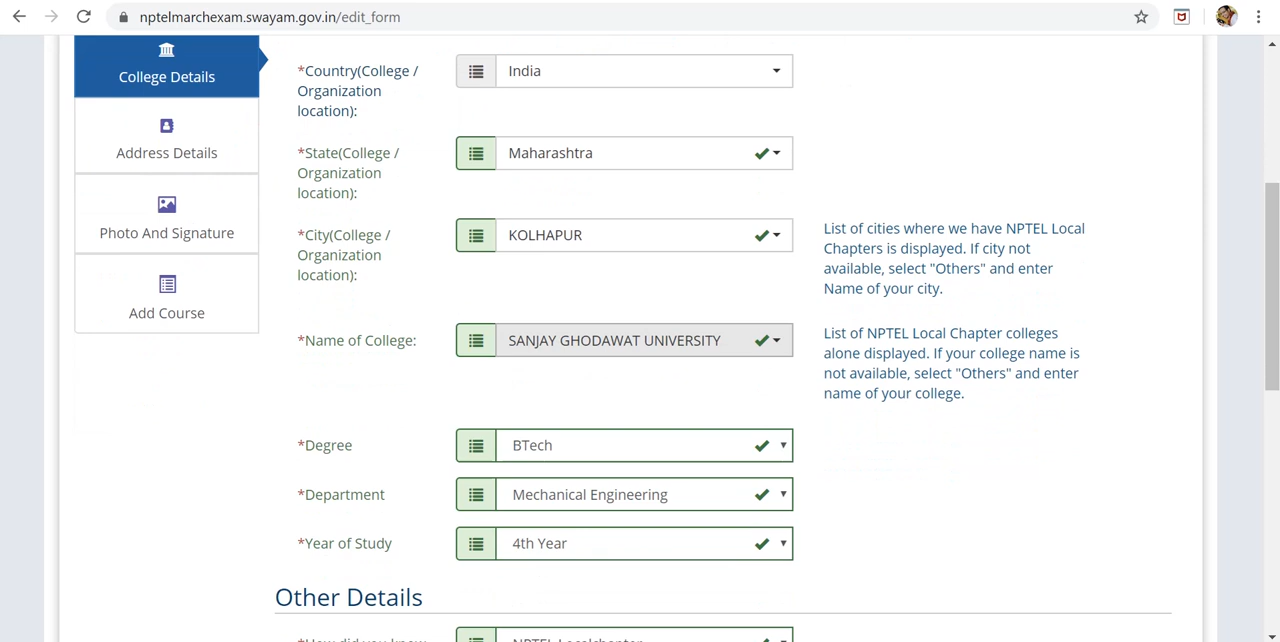 nptelmarchexam.swayam.gov.in/edit_form
College Details
Address Details
Photo And Signature
Add Course
*Country(College /
Organization
location):
India
*State(College /
Organization
location):
Maharashtra
*City(College /
Organization
location):
KOLHAPUR
List of cities where we have NPTEL Local
Chapters is displayed. If city not
available, select "Others" and enter
Name of your city.
*Name of College:
SANJAY GHODAWAT UNIVERSITY
List of NPTEL Local Chapter colleges
alone displayed. If your college name is
not available, select "Others" and enter
name of your college.
*Degree
BTech
*Department
Mechanical Engineering
*Year of Study
4th Year
Other Details
*How did you know
NPTEL Localchapter